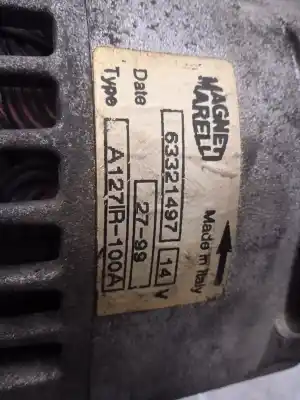 MAGNETI
MARELLI
Made in Italy
63321497 14 V
Date 27-99
Type A127IR-100A